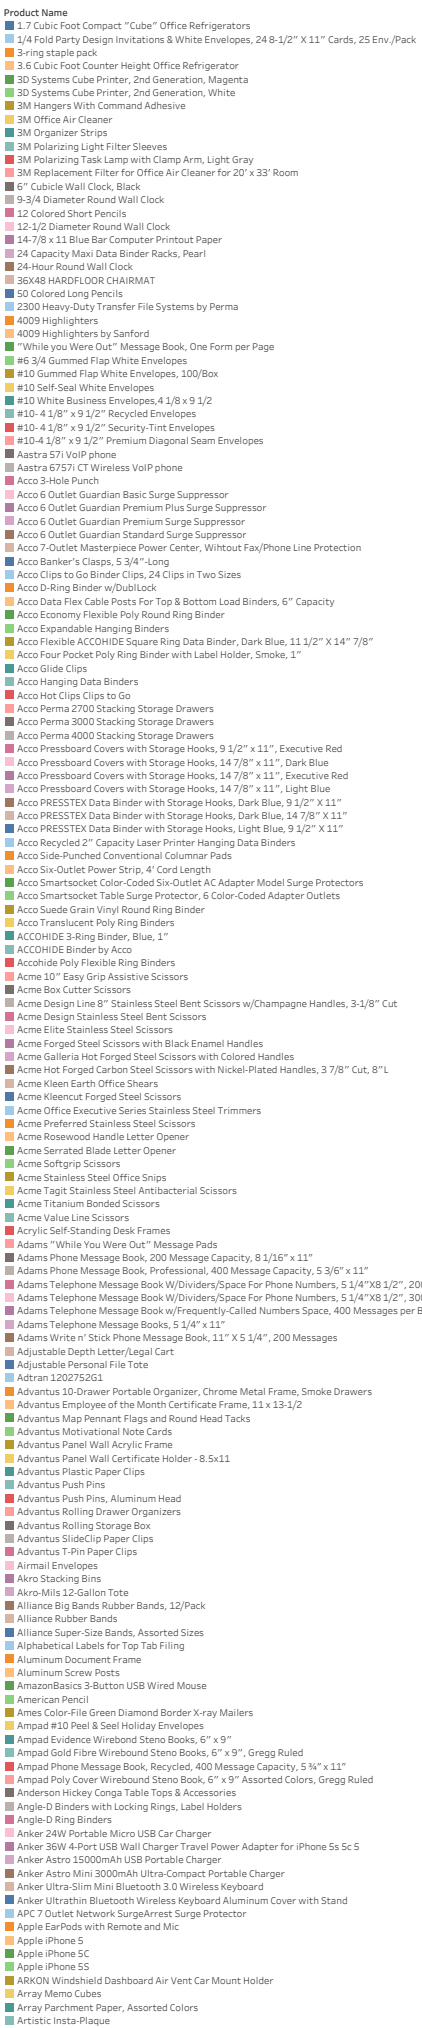 Product Name
1.7 Cubic Foot Compact "Cube" Office Refrigerators
1/4 Fold Party Design Invitations & White Envelopes, 24 8-1/2" X 11" Cards, 25 Env./Pack
3-ring staple pack
3.6 Cubic Foot Counter Height Office Refrigerator
3D Systems Cube Printer, 2nd Generation, Magenta
3D Systems Cube Printer, 2nd Generation, White
3M Hangers With Command Adhesive
3M Office Air Cleaner
3M Organizer Strips
3M Polarizing Light Filter Sleeves
3M Polarizing Task Lamp with Clamp Arm, Light Gray
3M Replacement Filter for Office Air Cleaner for 20' x 33' Room
6" Cubicle Wall Clock, Black
9-3/4 Diameter Round Wall Clock
12 Colored Short Pencils
12-1/2 Diameter Round Wall Clock
14-7/8 x 11 Blue Bar Computer Printout Paper
24 Capacity Maxi Data Binder Racks, Pearl
24-Hour Round Wall Clock
36X48 HARDFLOOR CHAIRMAT
50 Colored Long Pencils
2300 Heavy-Duty Transfer File Systems by Perma
4009 Highlighters
4009 Highlighters by Sanford
"While you Were Out" Message Book, One Form per Page
#6 3/4 Gummed Flap White Envelopes
#10 Gummed Flap White Envelopes, 100/Box
#10 Self-Seal White Envelopes
#10 White Business Envelopes,4 1/8 x 9 1/2
#10- 4 1/8" x 9 1/2" Recycled Envelopes
#10- 4 1/8" x 9 1/2" Security-Tint Envelopes
#10-4 1/8" x 9 1/2" Premium Diagonal Seam Envelopes
Aastra 57i VoIP phone
Aastra 6757i CT Wireless VoIP phone
Acco 3-Hole Punch
Acco 6 Outlet Guardian Basic Surge Suppressor
Acco 6 Outlet Guardian Premium Plus Surge Suppressor
Acco 6 Outlet Guardian Premium Surge Suppressor
Acco 6 Outlet Guardian Standard Surge Suppressor
Acco 7-Outlet Masterpiece Power Center, Wihtout Fax/Phone Line Protection
Acco Banker's Clasps, 5 3/4"-Long
Acco Clips to Go Binder Clips, 24 Clips in Two Sizes
Acco D-Ring Binder w/DublLock
Acco Data Flex Cable Posts For Top & Bottom Load Binders, 6" Capacity
Acco Economy Flexible Poly Round Ring Binder
Acco Expandable Hanging Binders
Acco Flexible ACCOHIDE Square Ring Data Binder, Dark Blue, 11 1/2" X 14" 7/8"
Acco Four Pocket Poly Ring Binder with Label Holder, Smoke, 1"
Acco Glide Clips
Acco Hanging Data Binders
Acco Hot Clips Clips to Go
Acco Perma 2700 Stacking Storage Drawers
Acco Perma 3000 Stacking Storage Drawers
Acco Perma 4000 Stacking Storage Drawers
Acco Pressboard Covers with Storage Hooks, 9 1/2" x 11", Executive Red
Acco Pressboard Covers with Storage Hooks, 14 7/8" x 11", Dark Blue
Acco Pressboard Covers with Storage Hooks, 14 7/8" x 11", Executive Red
Acco Pressboard Covers with Storage Hooks, 14 7/8" x 11", Light Blue
Acco PRESSTEX Data Binder with Storage Hooks, Dark Blue, 9 1/2" X 11"
Acco PRESSTEX Data Binder with Storage Hooks, Dark Blue, 14 7/8" X 11"
Acco PRESSTEX Data Binder with Storage Hooks, Light Blue, 9 1/2" X 11"
Acco Recycled 2" Capacity Laser Printer Hanging Data Binders
Acco Side-Punched Conventional Columnar Pads
Acco Six-Outlet Power Strip, 4' Cord Length
Acco Smartsocket Color-Coded Six-Outlet AC Adapter Model Surge Protectors
Acco Smartsocket Table Surge Protector, 6 Color-Coded Adapter Outlets
Acco Suede Grain Vinyl Round Ring Binder
Acco Translucent Poly Ring Binders
ACCOHIDE 3-Ring Binder, Blue, 1"
ACCOHIDE Binder by Acco
Accohide Poly Flexible Ring Binders
Acme 10" Easy Grip Assistive Scissors
Acme Box Cutter Scissors
Acme Design Line 8" Stainless Steel Bent Scissors w/Champagne Handles, 3-1/8" Cut
Acme Design Stainless Steel Bent Scissors
Acme Elite Stainless Steel Scissors
Acme Forged Steel Scissors with Black Enamel Handles
Acme Galleria Hot Forged Steel Scissors with Colored Handles
Acme Hot Forged Carbon Steel Scissors with Nickel-Plated Handles, 3 7/8" Cut, 8"L
Acme Kleen Earth Office Shears
Acme Kleencut Forged Steel Scissors
Acme Office Executive Series Stainless Steel Trimmers
Acme Preferred Stainless Steel Scissors
Acme Rosewood Handle Letter Opener
Acme Serrated Blade Letter Opener
Acme Softgrip Scissors
Acme Stainless Steel Office Snips
Acme Tagit Stainless Steel Antibacterial Scissors
Acme Titanium Bonded Scissors
Acme Value Line Scissors
Acrylic Self-Standing Desk Frames
Adams "While You Were Out" Message Pads
Adams Phone Message Book, 200 Message Capacity, 8 1/16" x 11"
Adams Phone Message Book, Professional, 400 Message Capacity, 5 3/6" x 11"
Adams Telephone Message Book W/Dividers/Space For Phone Numbers, 5 1/4"X8 1/2", 20
Adams Telephone Message Book W/Dividers/Space For Phone Numbers, 5 1/4"X8 1/2", 30
Adams Telephone Message Book w/Frequently-Called Numbers Space, 400 Messages per B
Adams Telephone Message Books, 5 1/4" x 11"
Adams Write n' Stick Phone Message Book, 11" X 5 1/4", 200 Messages
Adjustable Depth Letter/Legal Cart
Adjustable Personal File Tote
Adtran 1202752G1
Advantus 10-Drawer Portable Organizer, Chrome Metal Frame, Smoke Drawers
Advantus Employee of the Month Certificate Frame, 11 x 13-1/2
Advantus Map Pennant Flags and Round Head Tacks
Advantus Motivational Note Cards
Advantus Panel Wall Acrylic Frame
Advantus Panel Wall Certificate Holder - 8.5x11
Advantus Plastic Paper Clips
Advantus Push Pins
Advantus Push Pins, Aluminum Head
Advantus Rolling Drawer Organizers
Advantus Rolling Storage Box
Advantus SlideClip Paper Clips
Advantus T-Pin Paper Clips
Airmail Envelopes
Akro Stacking Bins
Akro-Mils 12-Gallon Tote
Alliance Big Bands Rubber Bands, 12/Pack
Alliance Rubber Bands
Alliance Super-Size Bands, Assorted Sizes
Alphabetical Labels for Top Tab Filing
Aluminum Document Frame
Aluminum Screw Posts
AmazonBasics 3-Button USB Wired Mouse
American Pencil
Ames Color-File Green Diamond Border X-ray Mailers
Ampad #10 Peel & Seel Holiday Envelopes
Ampad Evidence Wirebond Steno Books, 6" x 9"
Ampad Gold Fibre Wirebound Steno Books, 6" x 9", Gregg Ruled
Ampad Phone Message Book, Recycled, 400 Message Capacity, 5 ¾" x 11"
Ampad Poly Cover Wirebound Steno Book, 6" x 9" Assorted Colors, Gregg Ruled
Anderson Hickey Conga Table Tops & Accessories
Angle-D Binders with Locking Rings, Label Holders
Angle-D Ring Binders
Anker 24W Portable Micro USB Car Charger
Anker 36W 4-Port USB Wall Charger Travel Power Adapter for iPhone 5s 5c 5
Anker Astro 15000mAh USB Portable Charger
Anker Astro Mini 3000mAh Ultra-Compact Portable Charger
Anker Ultra-Slim Mini Bluetooth 3.0 Wireless Keyboard
Anker Ultrathin Bluetooth Wireless Keyboard Aluminum Cover with Stand
APC 7 Outlet Network SurgeArrest Surge Protector
Apple EarPods with Remote and Mic
Apple iPhone 5
Apple iPhone 5C
Apple iPhone 5S
ARKON Windshield Dashboard Air Vent Car Mount Holder
Array Memo Cubes
Array Parchment Paper, Assorted Colors
Artistic Insta-Plaque